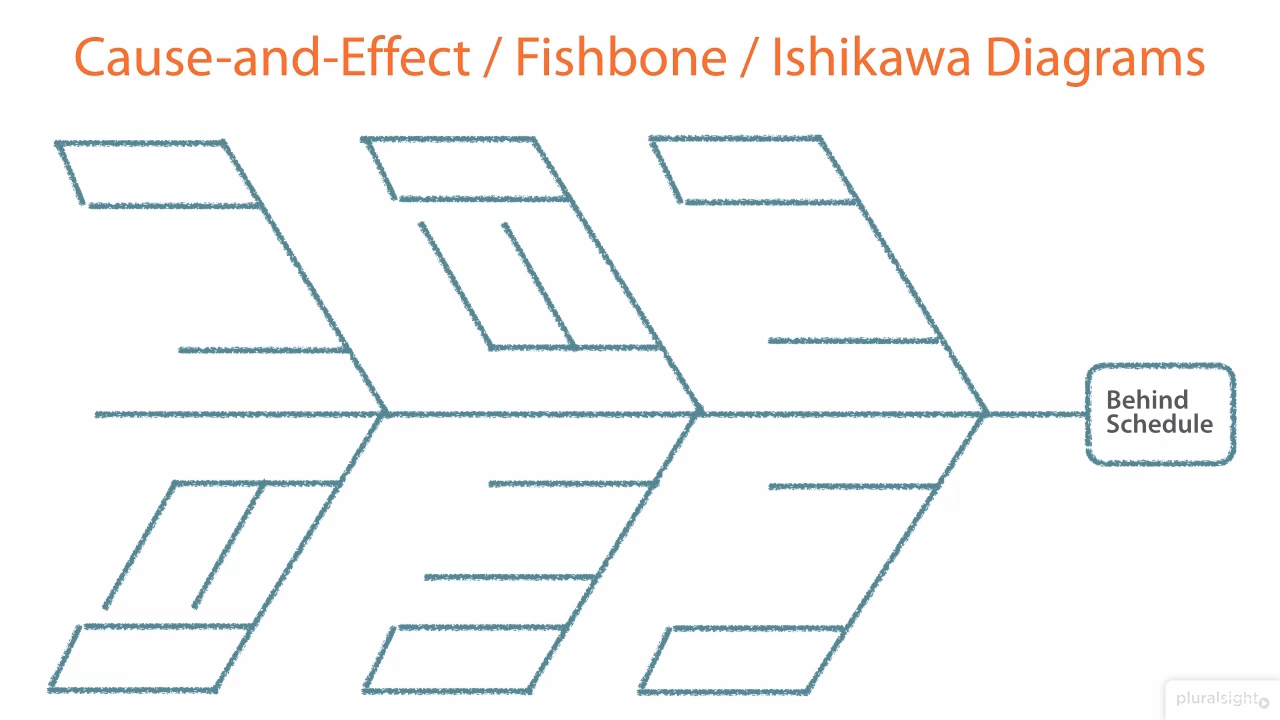 Cause-and-Effect / Fishbone / Ishikawa Diagrams
Behind
Schedule
pluralsight